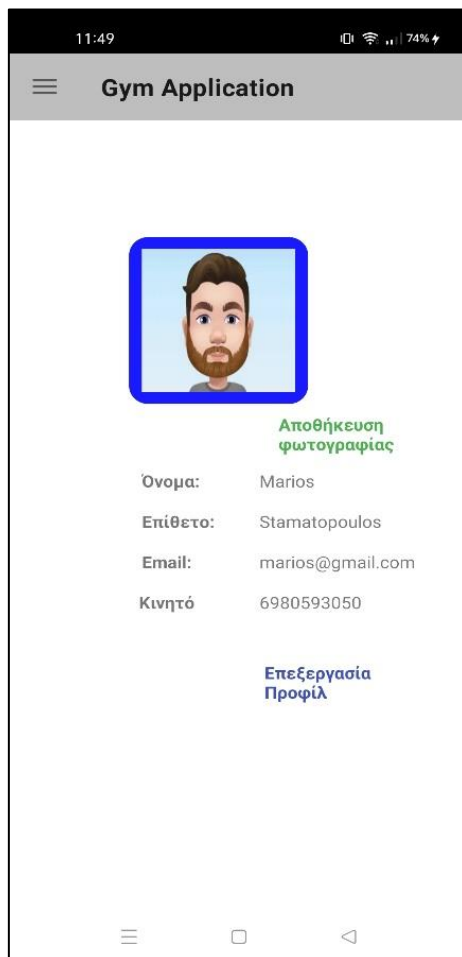 11:49 74%
Gym Application
Αποθήκευση
φωτογραφίας
Όνομα: Marios
Επίθετο: Stamatopoulos
Email: marios@gmail.com
Κινητό 6980593050
Επεξεργασία
Προφίλ